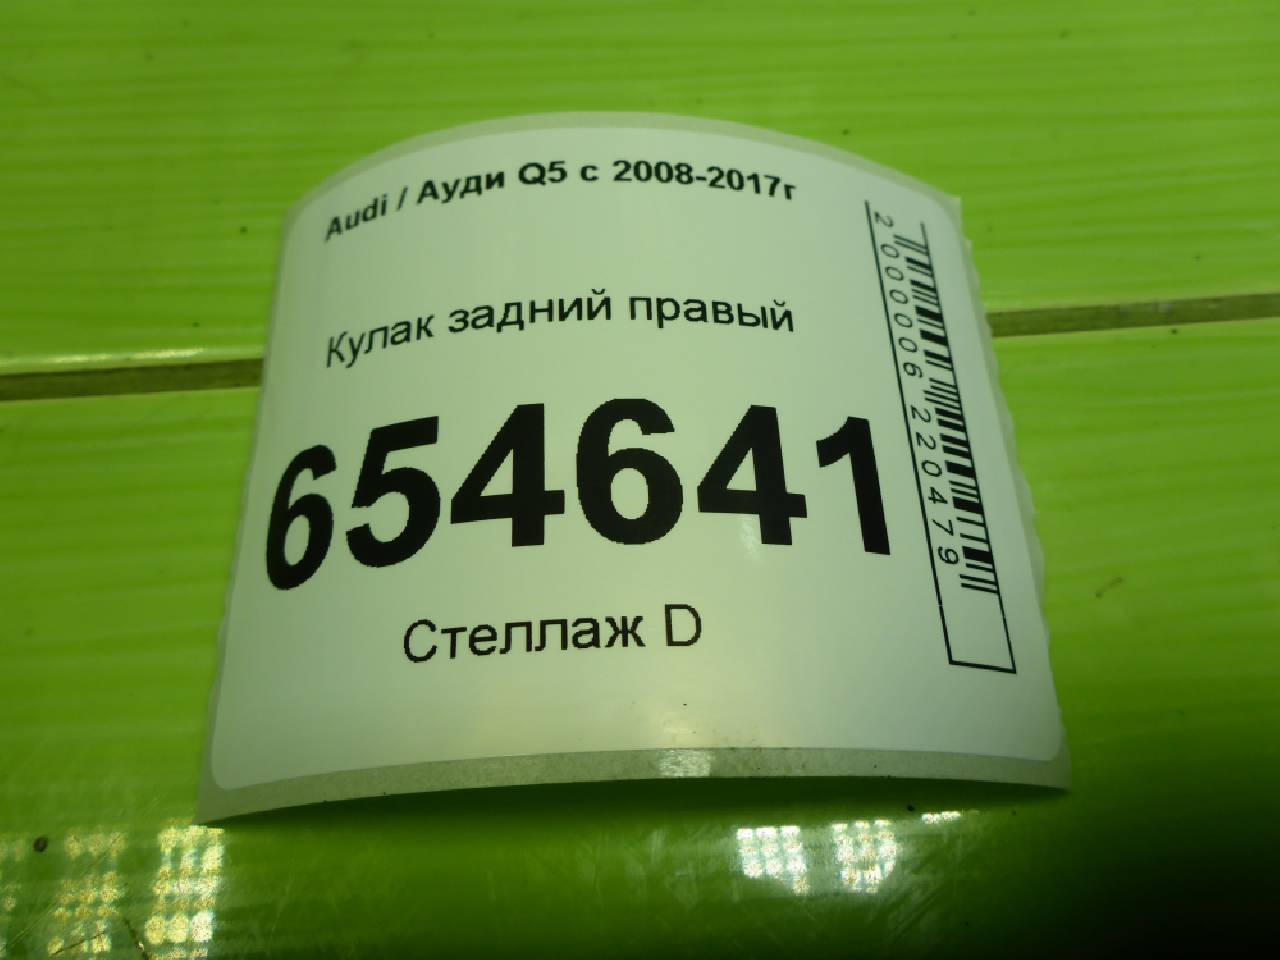 Audi / Ауди Q5 с 2008-2017г
Кулак задний правый
654641
Стеллаж D
2000006220479